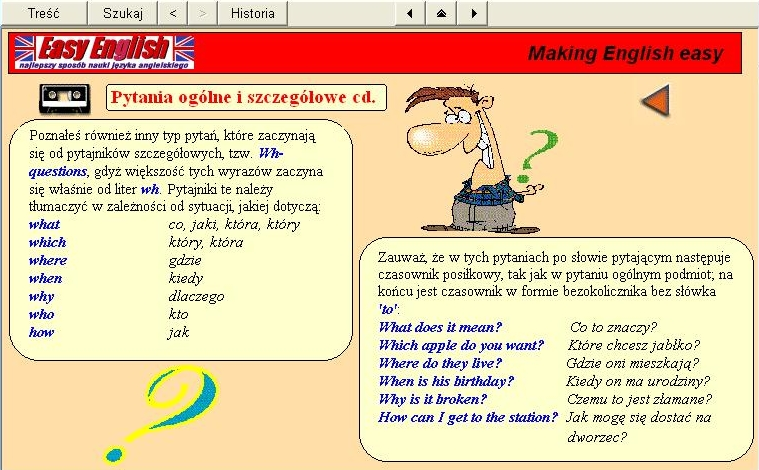 Treść Szukaj < > Historia
Easy English
najlepszy sposób nauki języka angielskiego
Making English easy
Pytania ogólne i szczegółowe cd.
Poznałeś również inny typ pytań, które zaczynają
się od pytajników szczegółowych, tzw. Wh-
questions, gdyż większość tych wyrazów zaczyna
się właśnie od liter wh. Pytajniki te należy
tłumaczyć w zależności od sytuacji, jakiej dotyczą:
what co, jaki, która, który
which który, która
where gdzie
when kiedy
why dlaczego
who kto
how jak
Zauważ, że w tych pytaniach po słowie pytającym następuje
czasownik posiłkowy, tak jak w pytaniu ogólnym podmiot; na
końcu jest czasownik w formie bezokolicznika bez słówka
'to':
What does it mean? Co to znaczy?
Which apple do you want? Które chcesz jabłko?
Where do they live? Gdzie oni mieszkają?
When is his birthday? Kiedy on ma urodziny?
Why is it broken? Czemu to jest złamane?
How can I get to the station? Jak mogę się dostać na
dworzec?